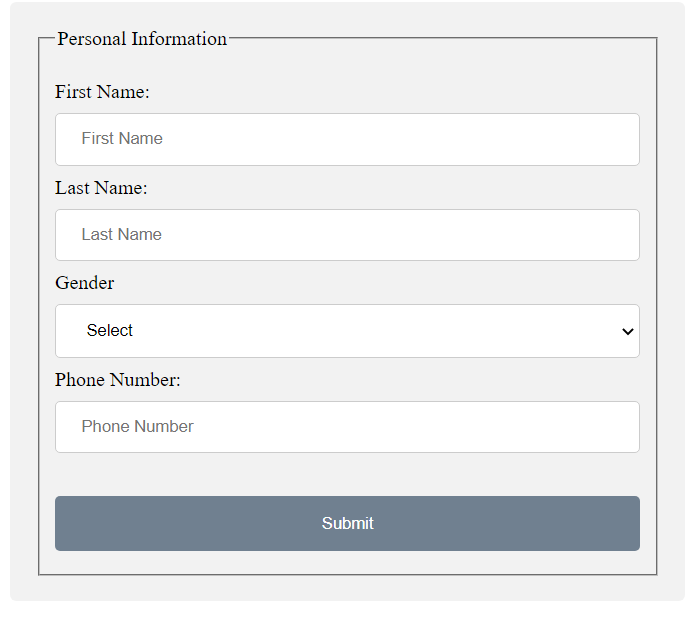 Personal Information
First Name:
First Name
Last Name:
Last Name
Gender
Select
Phone Number:
Phone Number
Submit